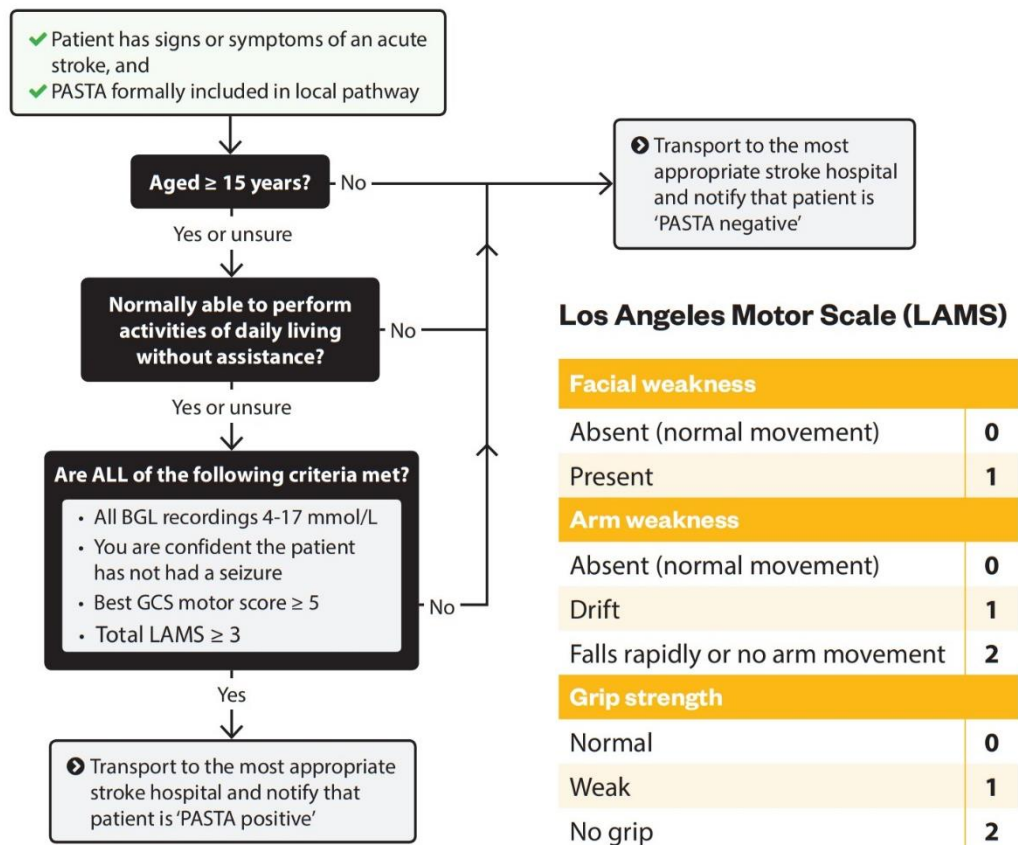 Patient has signs or symptoms of an acute
stroke, and
PASTA formally included in local pathway
Aged ≥ 15 years?
No
Yes or unsure
Normally able to perform
activities of daily living
without assistance?
No
Yes or unsure
Are ALL of the following criteria met?
• All BGL recordings 4-17 mmol/L
• You are confident the patient
has not had a seizure
• Best GCS motor score ≥ 5
• Total LAMS ≥ 3
No
Yes
Transport to the most appropriate
stroke hospital and notify that
patient is ‘PASTA positive’
Transport to the most
appropriate stroke hospital
and notify that patient is
‘PASTA negative’
Los Angeles Motor Scale (LAMS)
Facial weakness
Absent (normal movement) 0
Present 1
Arm weakness
Absent (normal movement) 0
Drift 1
Falls rapidly or no arm movement 2
Grip strength
Normal 0
Weak 1
No grip 2